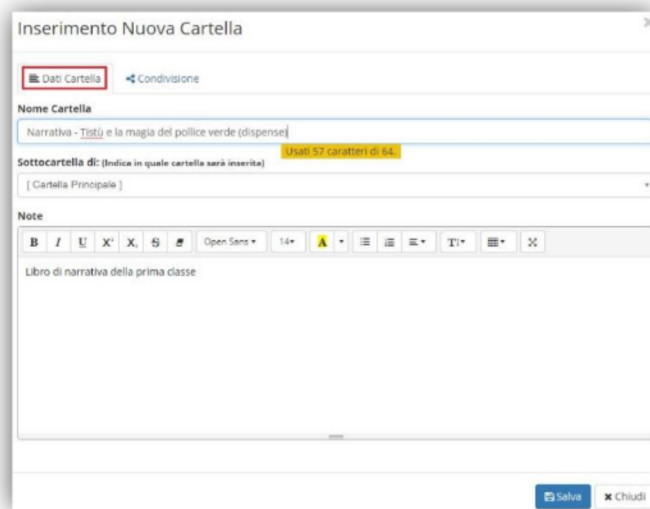 Inserimento Nuova Cartella
Dati Cartella Condivisione
Nome Cartella
Narrativa - Tistù e la magia del pollice verde (dispense)
Usati 57 caratteri di 64.
Sottocartella di: (Indica in quale cartella sarà inserita)
[ Cartella Principale ]
Note
B I U X² X₂ S Open Sans 14 A T
Libro di narrativa della prima classe
Salva Chiudi